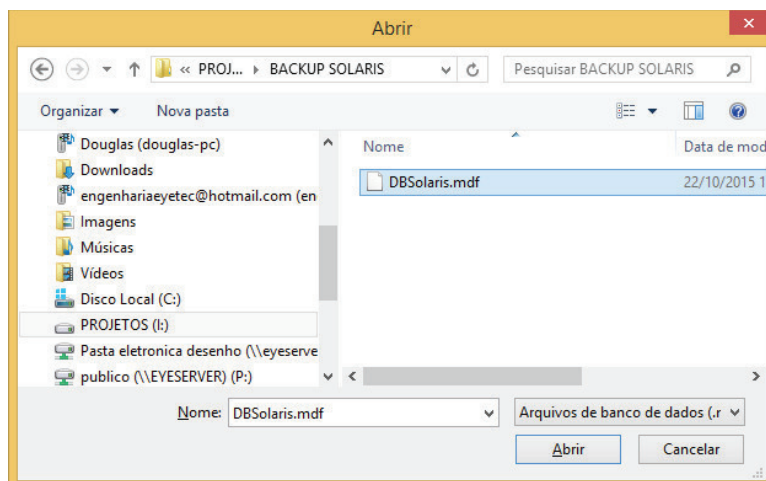 Abrir
« PROJ... BACKUP SOLARIS
Pesquisar BACKUP SOLARIS
Organizar Nova pasta
Douglas (douglas-pc)
Downloads
engenhariaeyetec@hotmail.com (en
Imagens
Músicas
Vídeos
Disco Local (C:)
PROJETOS (I:)
Pasta eletronica desenho (\\eyeserve
publico (\\EYESERVER) (P:)
Nome Data de mod
DBSolaris.mdf 22/10/2015 1
Nome: DBSolaris.mdf Arquivos de banco de dados (.r
Abrir Cancelar